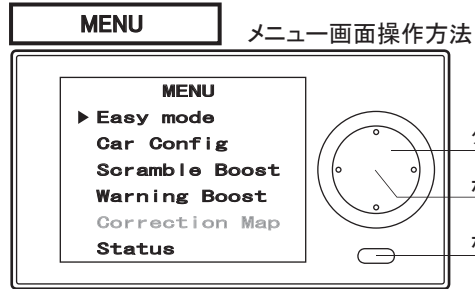 MENU
メニュー画面操作方法
MENU
▶ Easy mode
Car Config
Scramble Boost
Warning Boost
Correction Map
Status